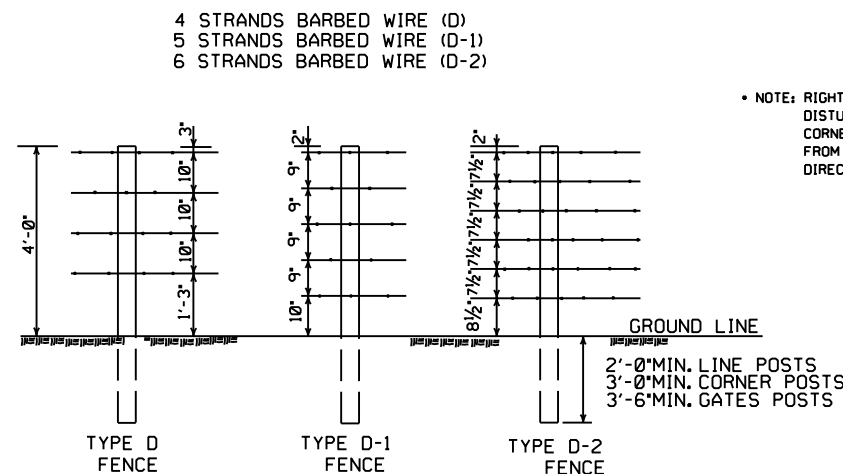 4 STRANDS BARBED WIRE (D)
5 STRANDS BARBED WIRE (D-1)
6 STRANDS BARBED WIRE (D-2)
• NOTE: RIGHT
DISTU
CORNE
FROM
DIREC
4'-0"
3"
10"
10"
10"
1'-3"
2"
9"
9"
9"
9"
10"
2"
7½"
7½"
7½"
7½"
7½"
8½"
GROUND LINE
2'-0"MIN. LINE POSTS
3'-0"MIN. CORNER POSTS
3'-6"MIN. GATES POSTS
TYPE D
FENCE
TYPE D-1
FENCE
TYPE D-2
FENCE